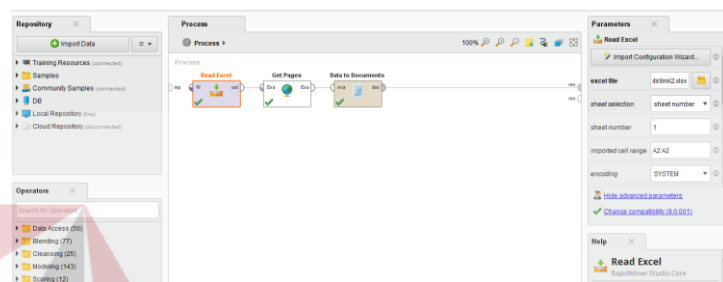 Repository
Import Data
Training Resources (connected)
Samples
Community Samples (connected)
DB
Local Repository
Cloud Repository (disconnected)
Operators
Search for Operators
Data Access (50)
Blending (77)
Cleansing (25)
Modeling (143)
Scoring (12)
Process
Process
100%
Process
Read Excel
Get Pages
Data to Documents
inp
fil
out
Exa
Exa
exa
doc
res
res
Parameters
Read Excel
Import Configuration Wizard...
excel file
sheet selection
sheet number
sheet number
1
imported cell range
A2:A2
encoding
SYSTEM
Hide advanced parameters
Change compatibility (9.0.001)
Help
Read Excel
RapidMiner Studio Core